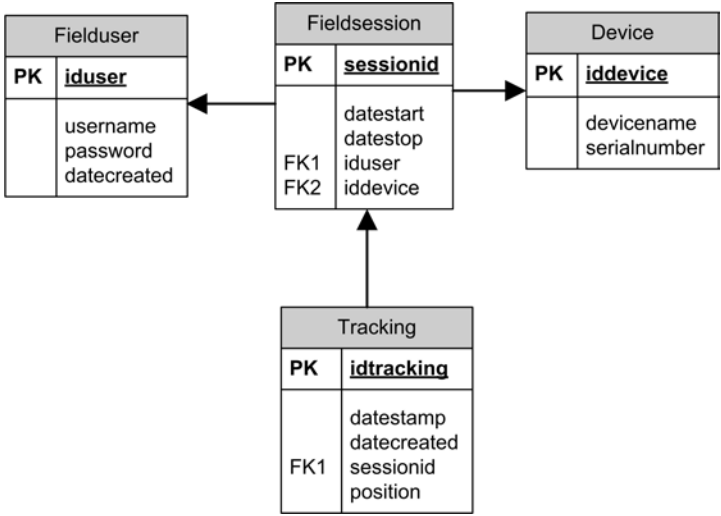 Fielduser
PK iduser
username
password
datecreated
Fieldsession
PK sessionid
datestart
datestop
FK1 iduser
FK2 iddevice
Device
PK iddevice
devicename
serialnumber
Tracking
PK idtracking
datestamp
datecreated
FK1 sessionid
position